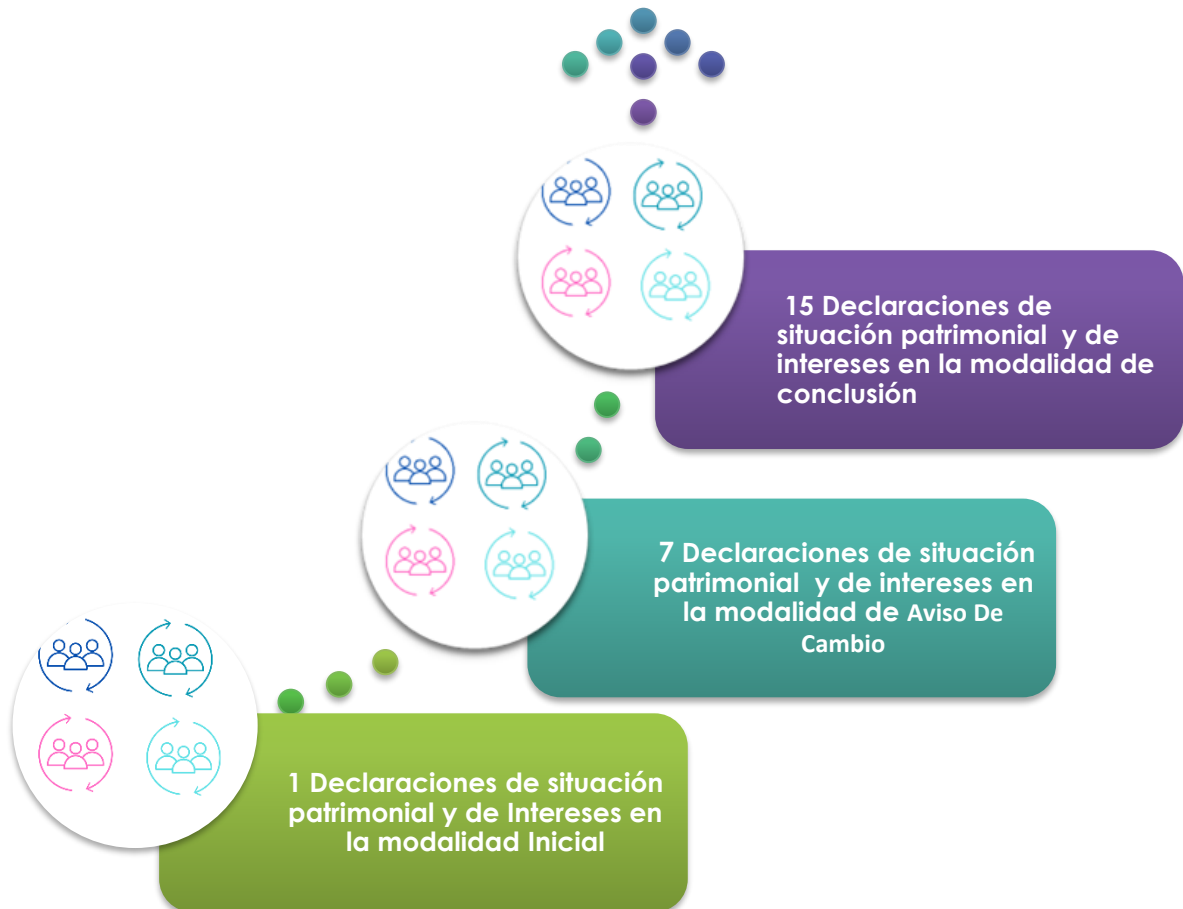 15 Declaraciones de
situación patrimonial y de
intereses en la modalidad de
conclusión
7 Declaraciones de situación
patrimonial y de intereses en
la modalidad de Aviso De
Cambio
1 Declaraciones de situación
patrimonial y de Intereses en
la modalidad Inicial